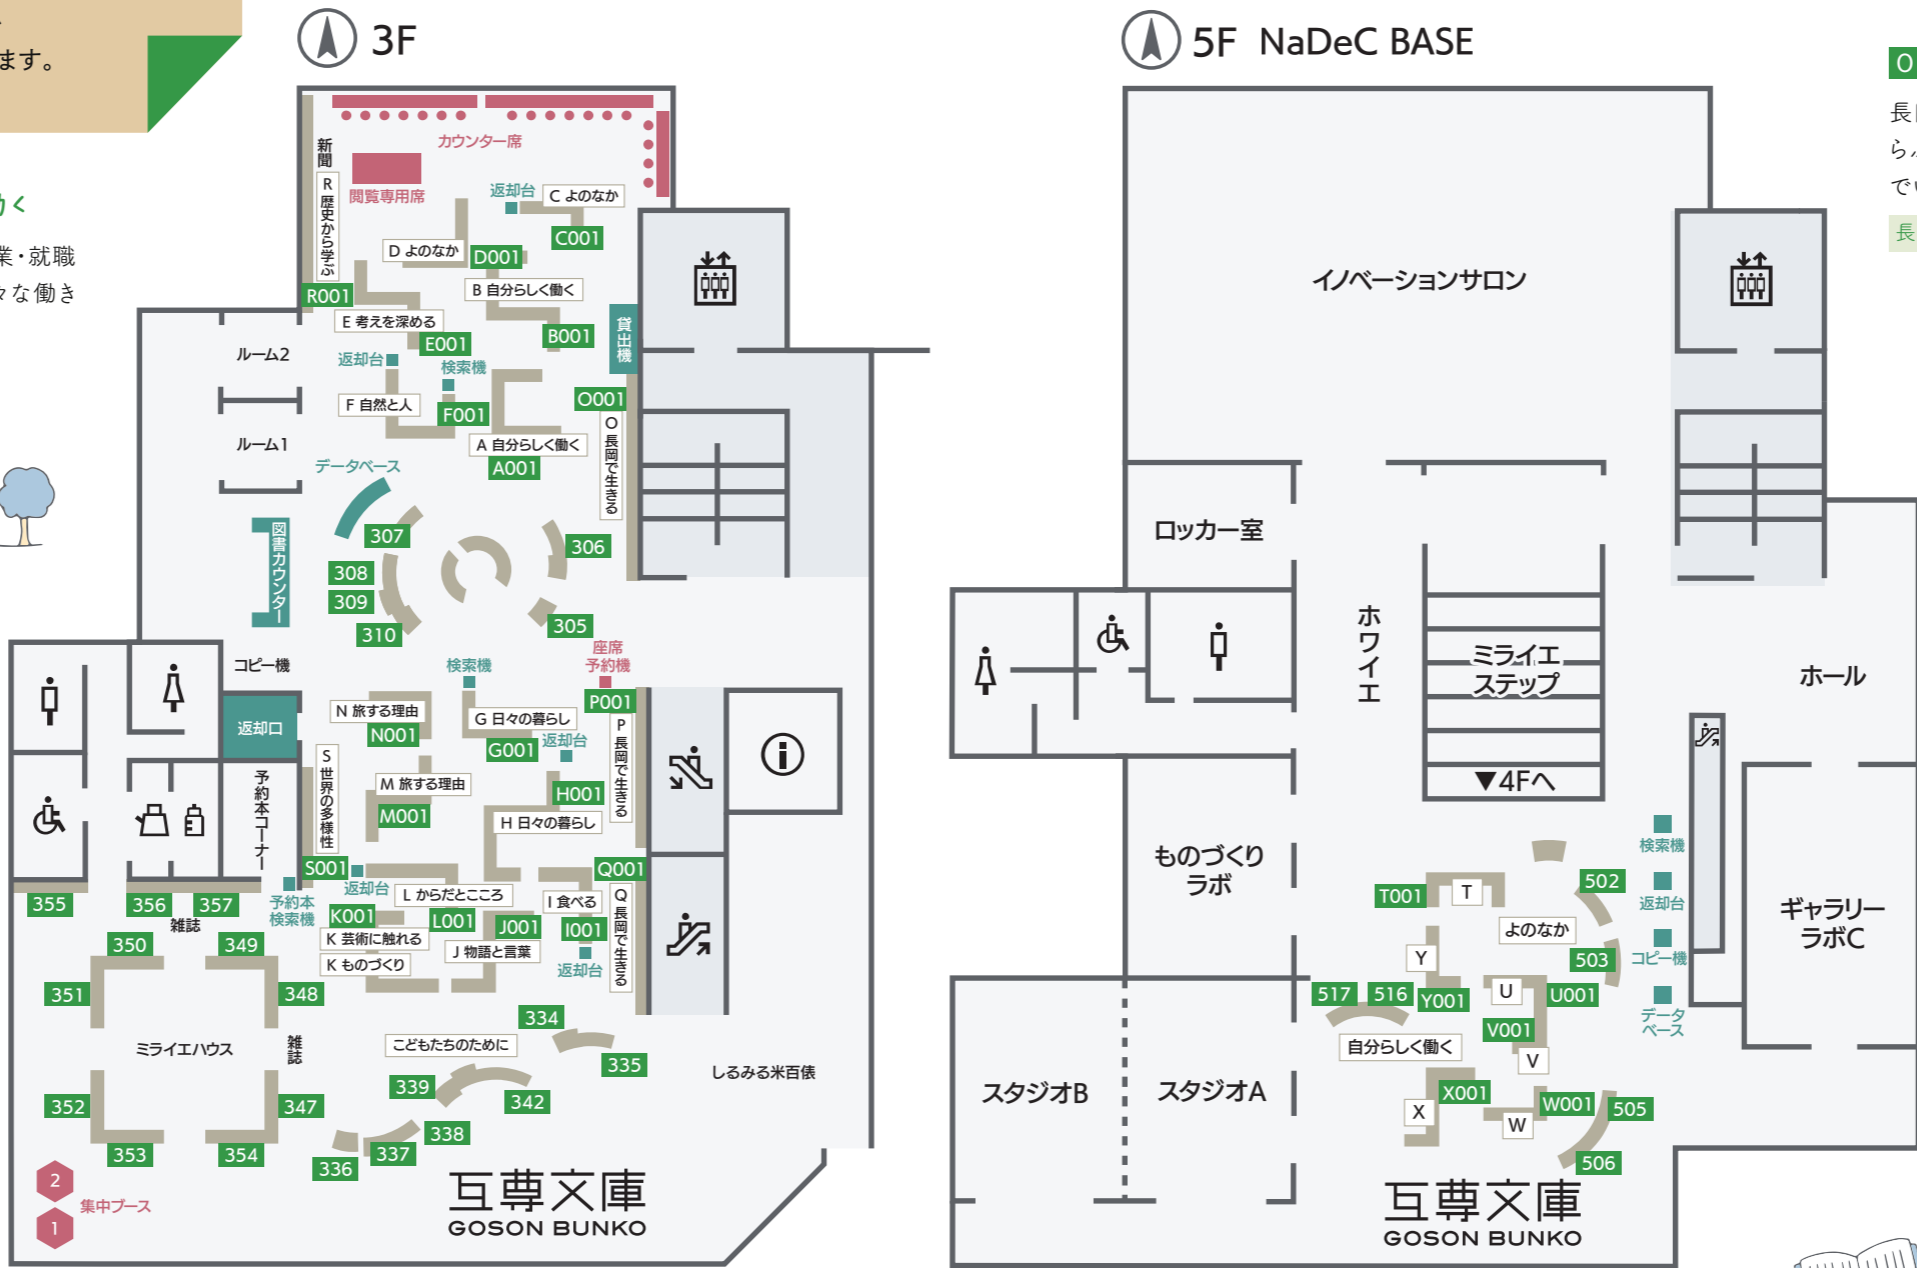 ます。
働く
業・就職
々な働き
3F
カウンター席
新聞
閲覧専用席
R 歴史から学ぶ
R001
返却台
C よのなか
C001
D よのなか
D001
B 自分らしく働く
B001
E 考えを深める
E001
貸出機
返却台
検索機
F 自然と人
F001
A 自分らしく働く
A001
O001
O 長岡で生きる
ルーム2
ルーム1
データベース
図書カウンター
307
308
309
310
306
305
コピー機
検索機
座席
予約機
P001
P 長岡で生きる
返却口
N 旅する理由
N001
G 日々の暮らし
G001
返却台
S 世界の多様性
S001
M 旅する理由
M001
H001
H 日々の暮らし
予約本コーナー
Q001
Q 長岡で生きる
返却台
予約本
検索機
L からだとこころ
L001
K001
K 芸術に触れる
K ものづくり
J001
J 物語と言葉
I 食べる
I001
返却台
355
356
357
雑誌
350
349
351
348
ミライエハウス
雑誌
352
347
353
354
こどもたちのために
334
335
339
342
338
337
336
しるみる米百俵
2
1
集中ブース
互尊文庫
GOSON BUNKO
5F NaDeC BASE
イノベーションサロン
ロッカー室
ホワイエ
ミライエ
ステップ
▼4Fへ
ホール
ものづくり
ラボ
検索機
返却台
コピー機
データ
ベース
ギャラリー
ラボC
T001
T
502
よのなか
503
Y
Y001
U
U001
517
516
V001
V
自分らしく働く
X001
X
W001
W
505
506
スタジオB
スタジオA
互尊文庫
GOSON BUNKO
O
長